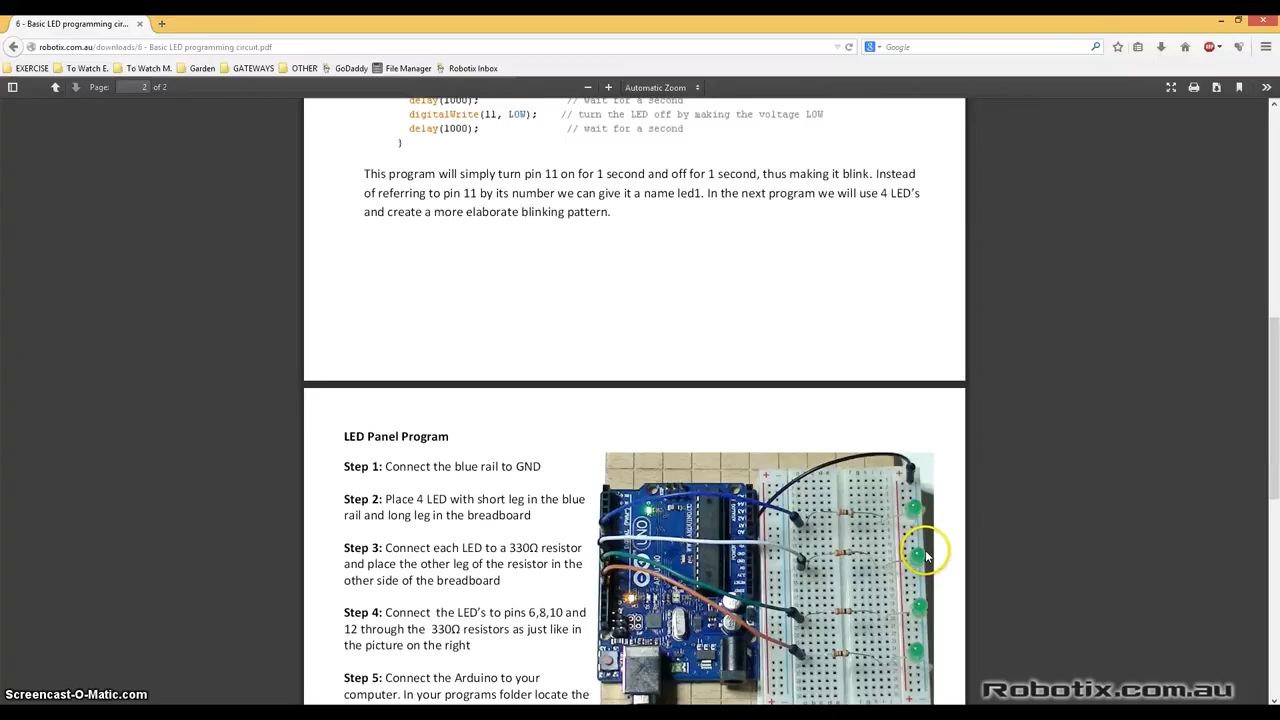 6 - Basic LED programming cir...
robotix.com.au/downloads/6 - Basic LED programming circuit.pdf
Google
EXERCISE
To Watch E.
To Watch M.
Garden
GATEWAYS
OTHER
GoDaddy
File Manager
Robotix Inbox
Page: 2 of 2
Automatic Zoom
delay(1000); // wait for a second
digitalWrite(11, LOW); // turn the LED off by making the voltage LOW
delay(1000); // wait for a second
}
This program will simply turn pin 11 on for 1 second and off for 1 second, thus making it blink. Instead
of referring to pin 11 by its number we can give it a name led1. In the next program we will use 4 LED's
and create a more elaborate blinking pattern.
LED Panel Program
Step 1: Connect the blue rail to GND
Step 2: Place 4 LED with short leg in the blue
rail and long leg in the breadboard
Step 3: Connect each LED to a 330Ω resistor
and place the other leg of the resistor in the
other side of the breadboard
Step 4: Connect the LED's to pins 6,8,10 and
12 through the 330Ω resistors as just like in
the picture on the right
Step 5: Connect the Arduino to your
computer. In your programs folder locate the
UNO
Screencast-O-Matic.com
Robotix.com.au